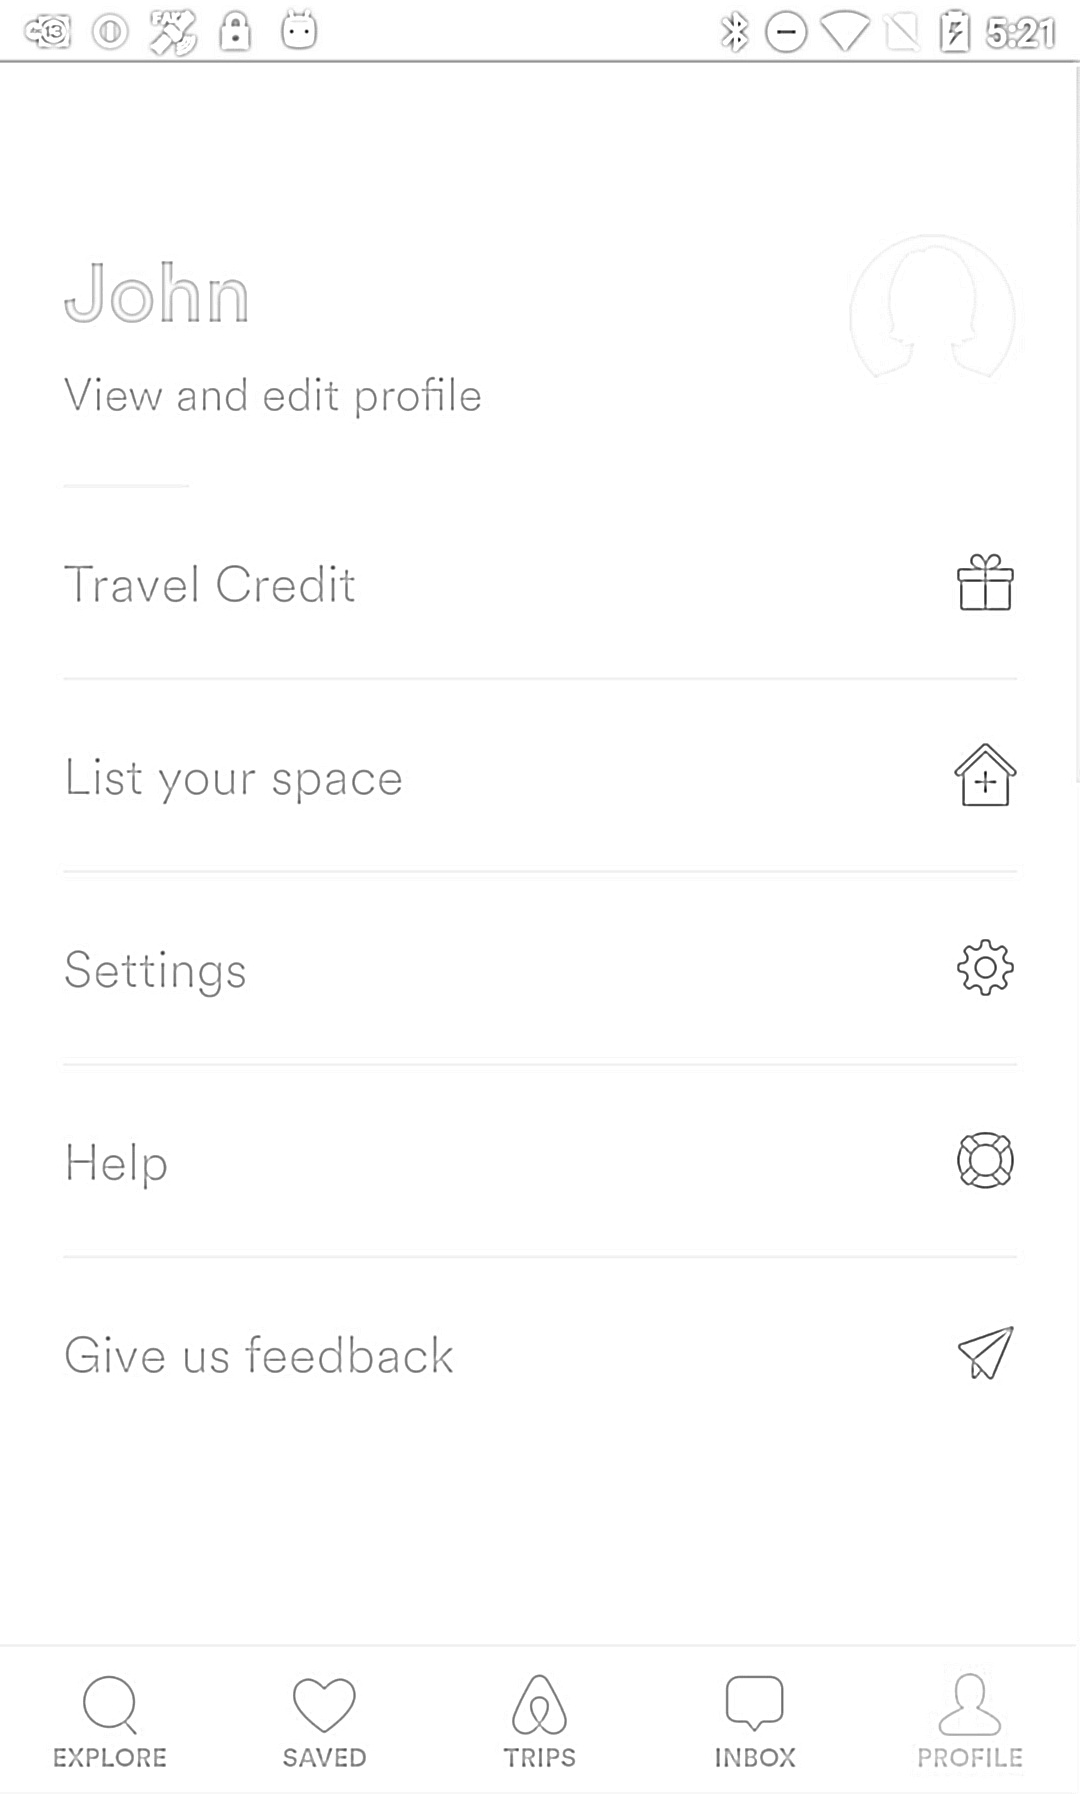 5:21
John
View and edit profile
Travel Credit
List your space
Settings
Help
Give us feedback
EXPLORE SAVED TRIPS INBOX PROFILE